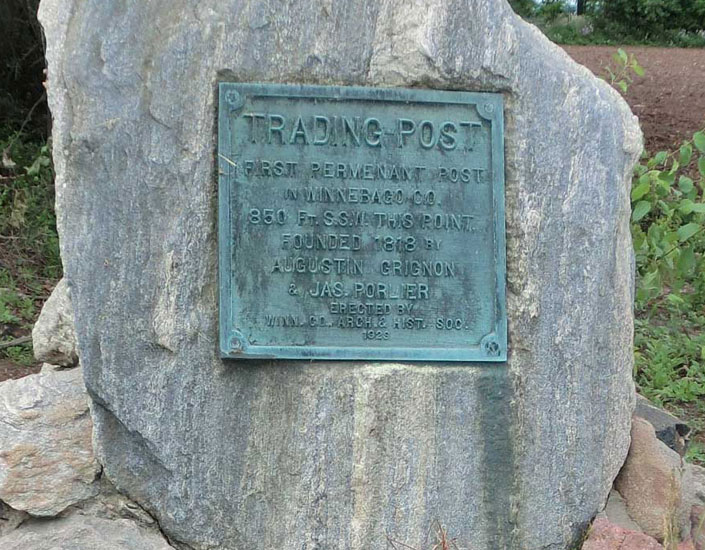 TRADING-POST
FIRST PERMENANT POST
IN WINNEBAGO CO.
850 FT. S.S.W. THIS POINT.
FOUNDED 1818 BY
AUGUSTIN GRIGNON
& JAS. PORLIER
ERECTED BY
WINN. CO. ARCH. & HIST. SOC.
1929